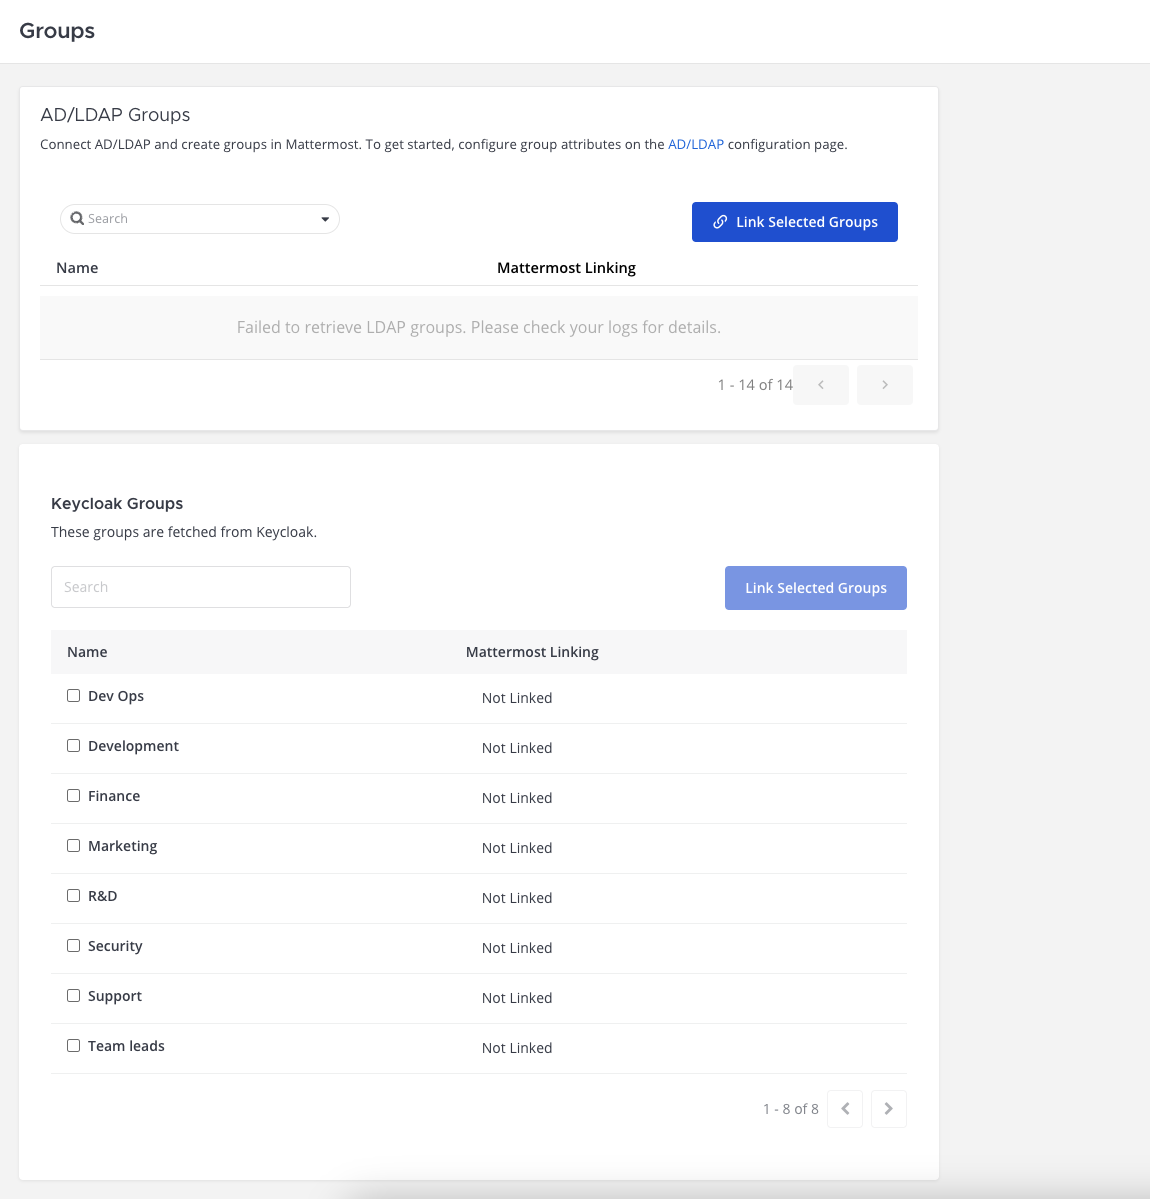 Groups
AD/LDAP Groups
Connect AD/LDAP and create groups in Mattermost. To get started, configure group attributes on the AD/LDAP configuration page.
Search
Link Selected Groups
Name Mattermost Linking
Failed to retrieve LDAP groups. Please check your logs for details.
1 - 14 of 14
Keycloak Groups
These groups are fetched from Keycloak.
Search
Link Selected Groups
Name Mattermost Linking
Dev Ops Not Linked
Development Not Linked
Finance Not Linked
Marketing Not Linked
R&D Not Linked
Security Not Linked
Support Not Linked
Team leads Not Linked
1 - 8 of 8